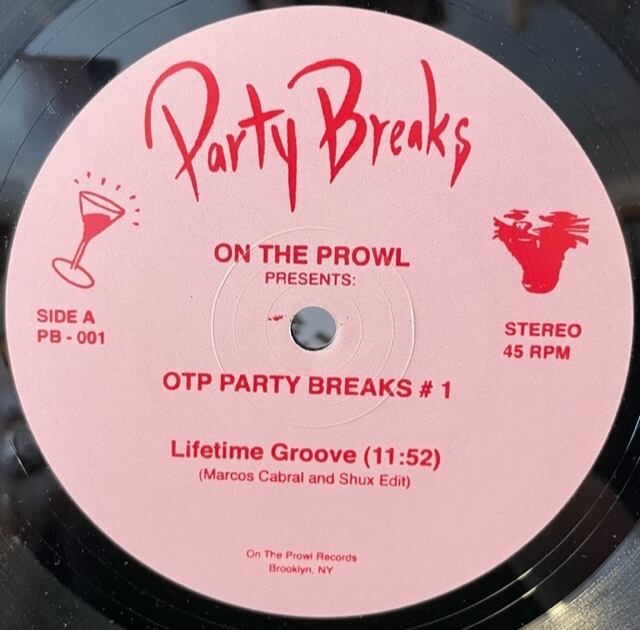 Party Breaks
ON THE PROWL
PRESENTS:
SIDE A
PB - 001
STEREO
45 RPM
OTP PARTY BREAKS # 1
Lifetime Groove (11:52)
(Marcos Cabral and Shux Edit)
On The Prowl Records
Brooklyn, NY